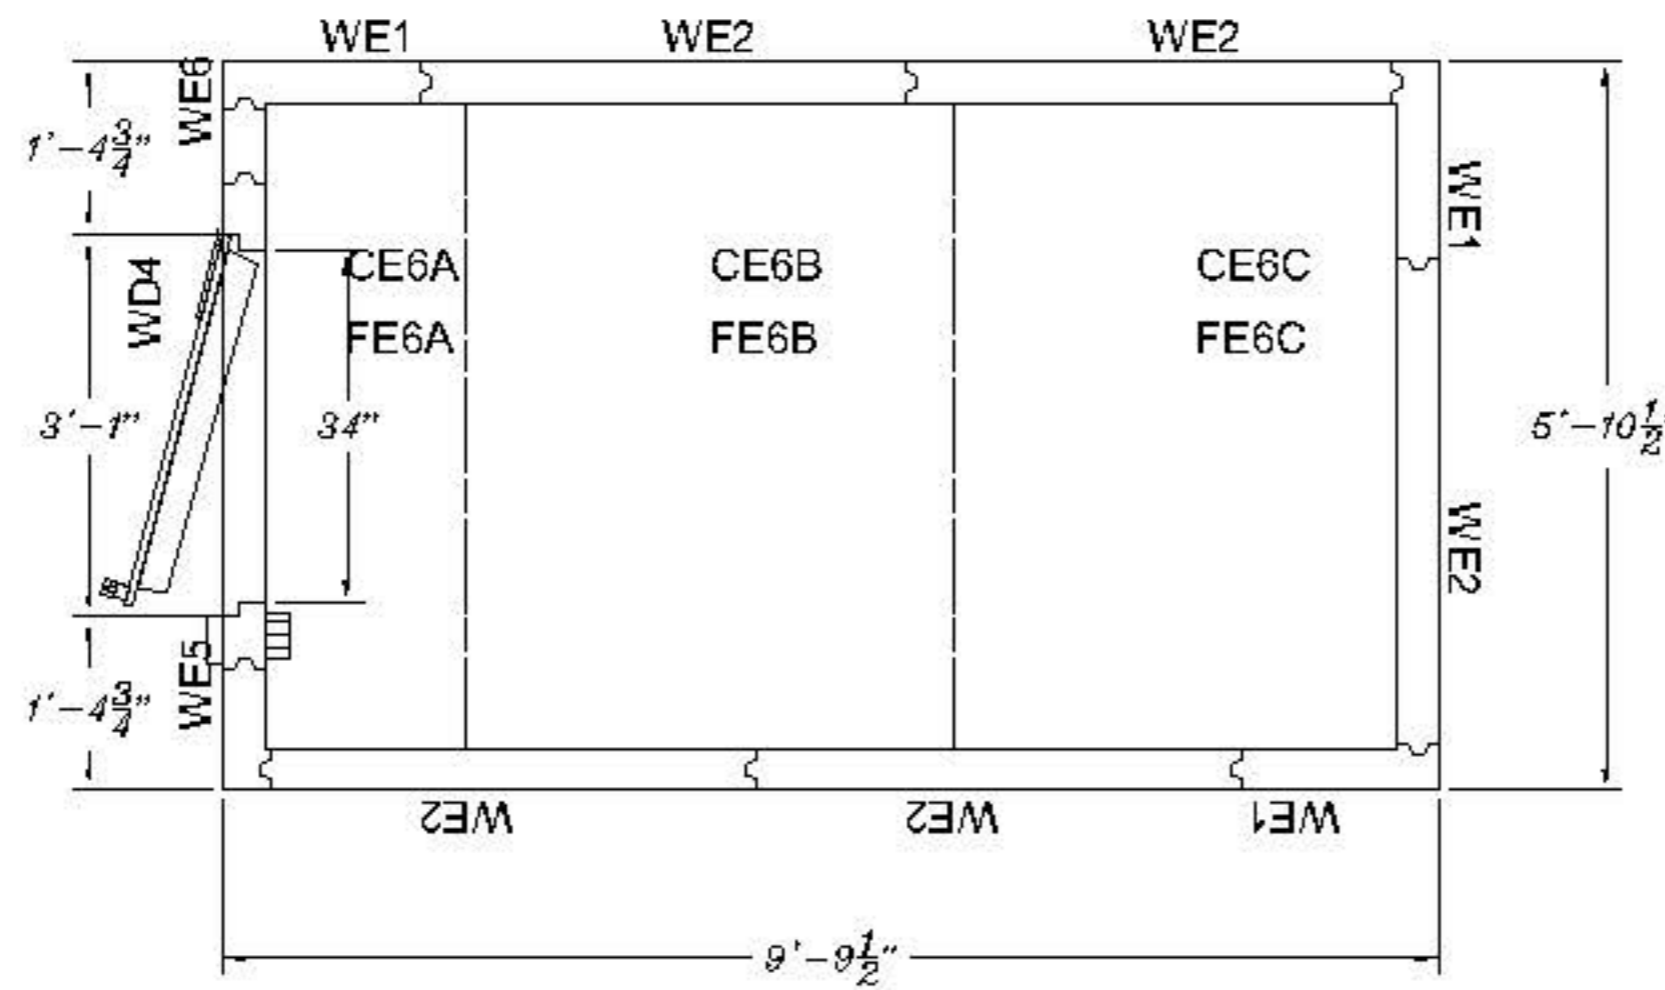 WE1 WE2 WE2
WE6
1'-4 3/4"
WE1
CE6A CE6B CE6C
WD4
FE6A FE6B FE6C
3'-1" 34" 5'-10 1/2"
WE2
WE5
1'-4 3/4"
WE2 WE2 WE1
9'-9 1/2"